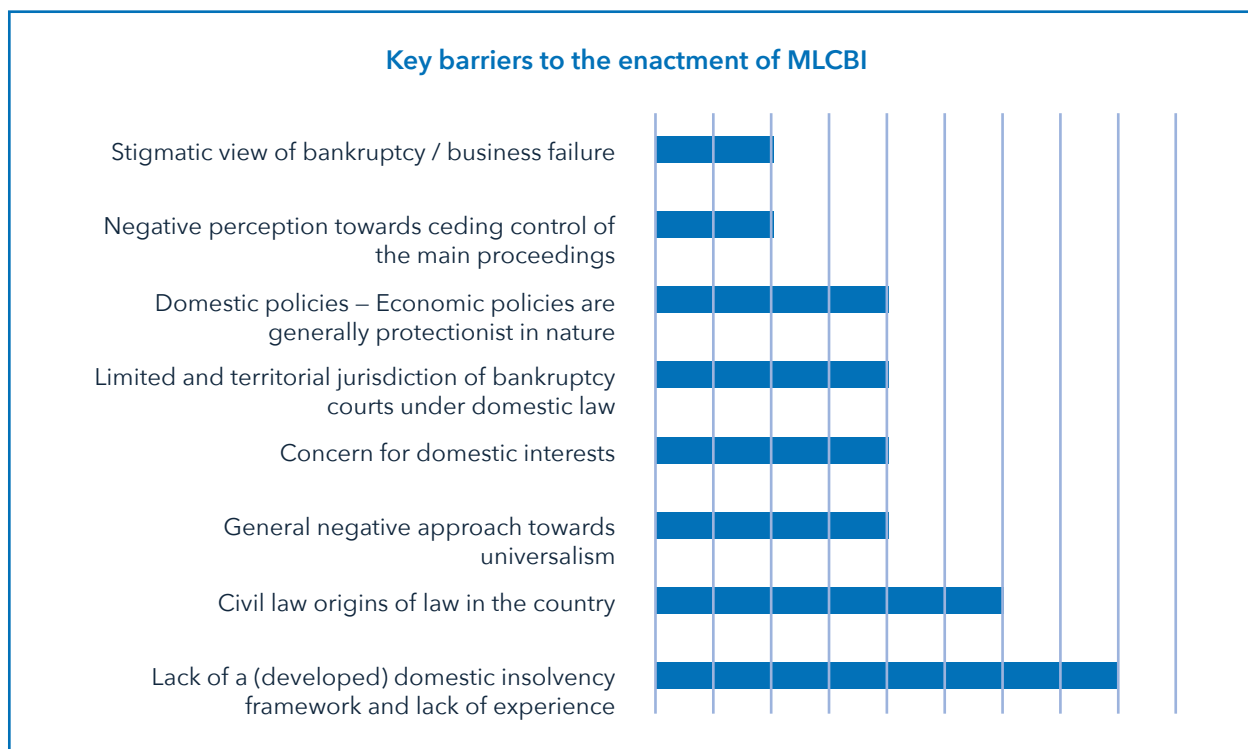 Key barriers to the enactment of MLCBI
Stigmatic view of bankruptcy / business failure
Negative perception towards ceding control of
the main proceedings
Domestic policies – Economic policies are
generally protectionist in nature
Limited and territorial jurisdiction of bankruptcy
courts under domestic law
Concern for domestic interests
General negative approach towards
universalism
Civil law origins of law in the country
Lack of a (developed) domestic insolvency
framework and lack of experience